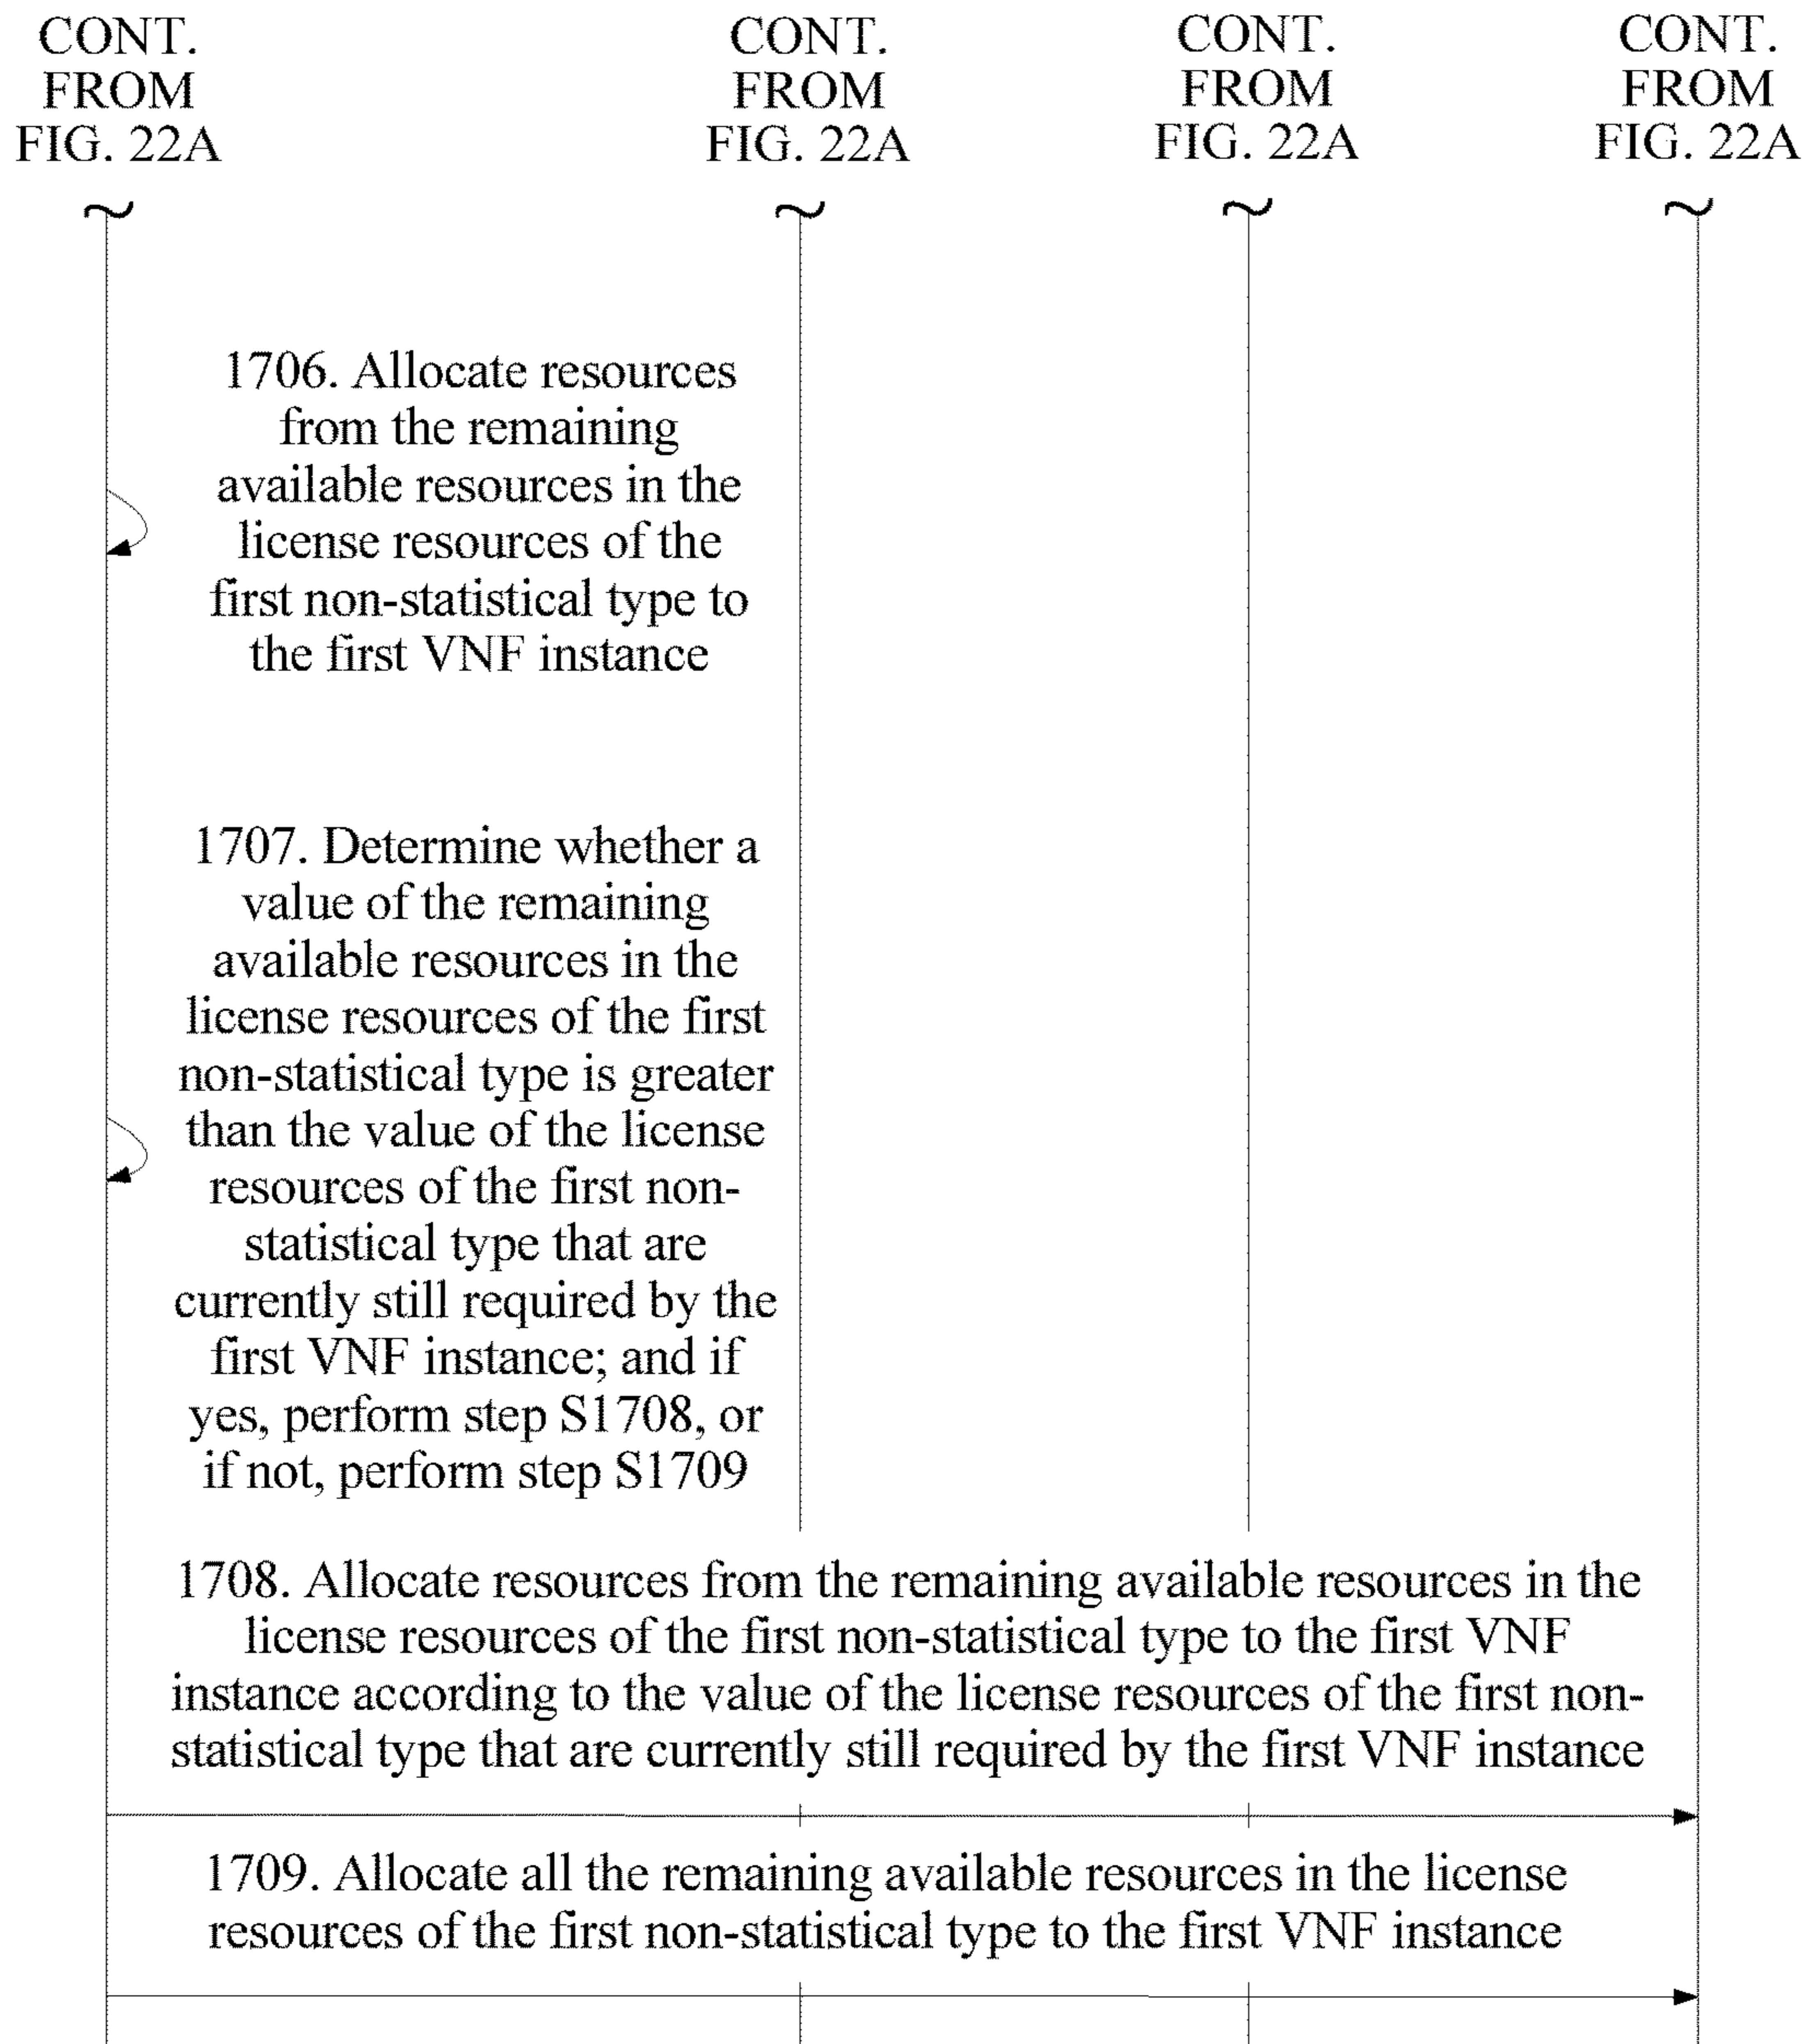 CONT.
FROM
FIG. 22A
CONT.
FROM
FIG. 22A
CONT.
FROM
FIG. 22A
CONT.
FROM
FIG. 22A
1706. Allocate resources
from the remaining
available resources in the
license resources of the
first non-statistical type to
the first VNF instance
1707. Determine whether a
value of the remaining
available resources in the
license resources of the first
non-statistical type is greater
than the value of the license
resources of the first non-
statistical type that are
currently still required by the
first VNF instance; and if
yes, perform step S1708, or
if not, perform step S1709
1708. Allocate resources from the remaining available resources in the
license resources of the first non-statistical type to the first VNF
instance according to the value of the license resources of the first non-
statistical type that are currently still required by the first VNF instance
1709. Allocate all the remaining available resources in the license
resources of the first non-statistical type to the first VNF instance